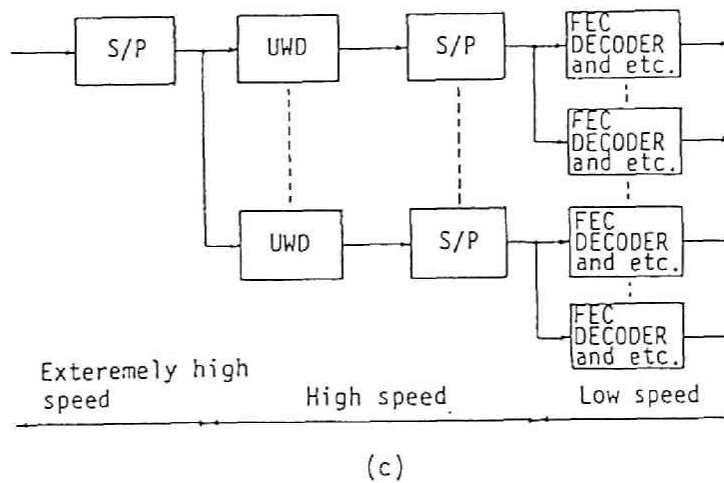 S/P
UWD
S/P
FEC
DECODER
and etc.
FEC
DECODER
and etc.
UWD
S/P
FEC
DECODER
and etc.
FEC
DECODER
and etc.
Exteremely high
speed
High speed
Low speed
(c)